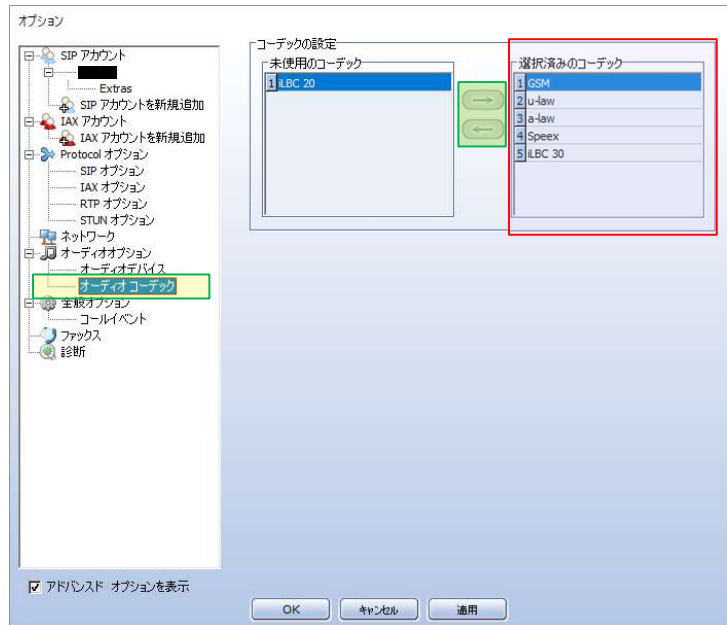 オプション
SIP アカウント
Extras
SIP アカウントを新規追加
IAX アカウント
IAX アカウントを新規追加
Protocol オプション
SIP オプション
IAX オプション
RTP オプション
STUN オプション
ネットワーク
オーディオオプション
オーディオデバイス
オーディオ コーデック
全般オプション
コールイベント
ファックス
診断
アドバンスド オプションを表示
コーデックの設定
未使用のコーデック
1 iLBC 20
→
←
選択済みのコーデック
1 GSM
2 u-law
3 a-law
4 Speex
5 iLBC 30
OK
キャンセル
適用